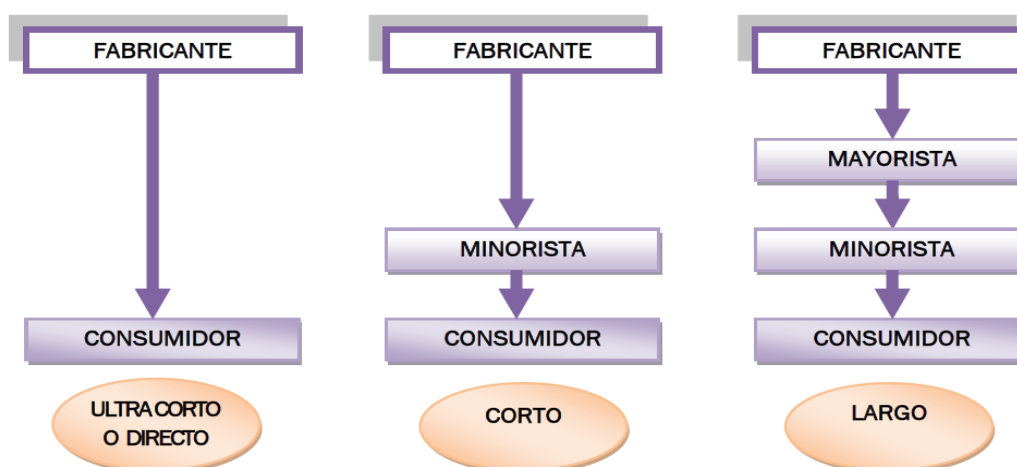 FABRICANTE
CONSUMIDOR
ULTRA CORTO
O DIRECTO
FABRICANTE
MINORISTA
CONSUMIDOR
CORTO
FABRICANTE
MAYORISTA
MINORISTA
CONSUMIDOR
LARGO